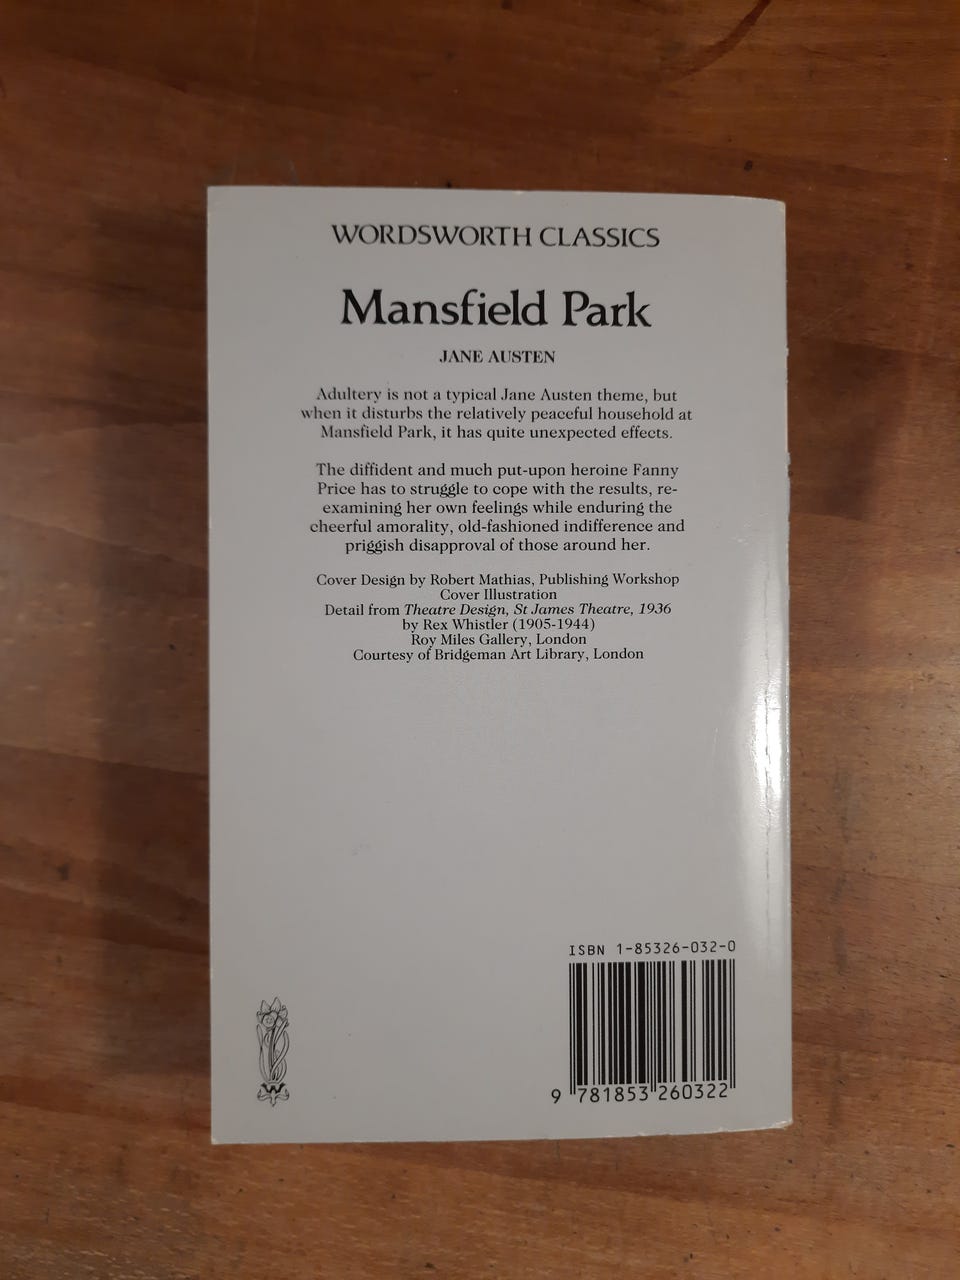 WORDSWORTH CLASSICS
Mansfield Park
JANE AUSTEN
Adultery is not a typical Jane Austen theme, but
when it disturbs the relatively peaceful household at
Mansfield Park, it has quite unexpected effects.
The diffident and much put-upon heroine Fanny
Price has to struggle to cope with the results, re-
examining her own feelings while enduring the
cheerful amorality, old-fashioned indifference and
priggish disapproval of those around her.
Cover Design by Robert Mathias, Publishing Workshop
Cover Illustration
Detail from Theatre Design, St James Theatre, 1936
by Rex Whistler (1905-1944)
Roy Miles Gallery, London
Courtesy of Bridgeman Art Library, London
ISBN 1-85326-032-0
W
9 781853 260322